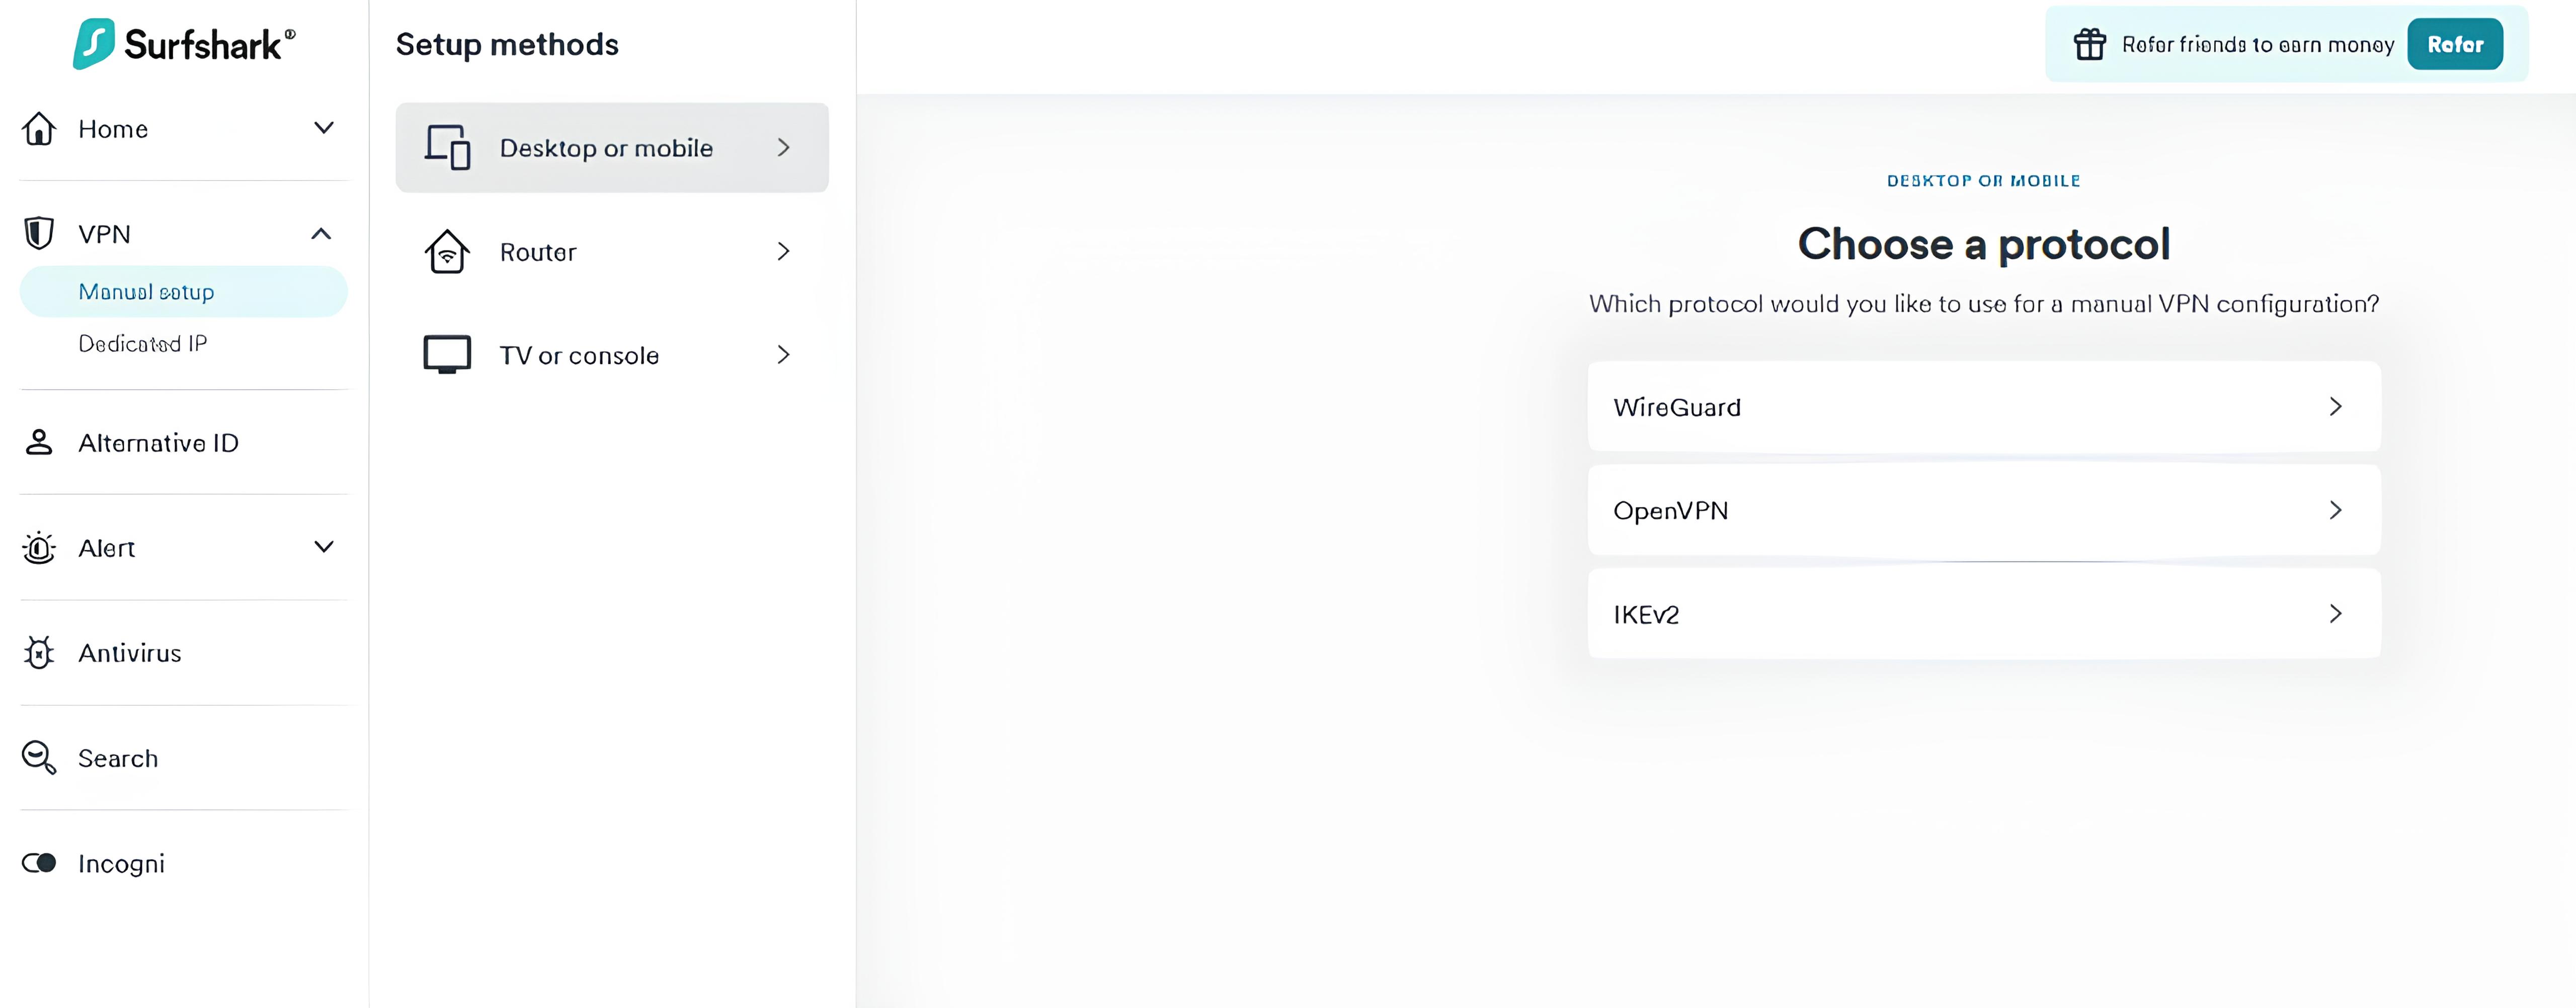 Surfshark®
Home
VPN
Manual setup
Dedicated IP
Alternative ID
Alert
Antivirus
Search
Incogni
Setup methods
Desktop or mobile
Router
TV or console
Refer friends to earn money
Refer
DESKTOP OR MOBILE
Choose a protocol
Which protocol would you like to use for a manual VPN configuration?
WireGuard
OpenVPN
IKEv2